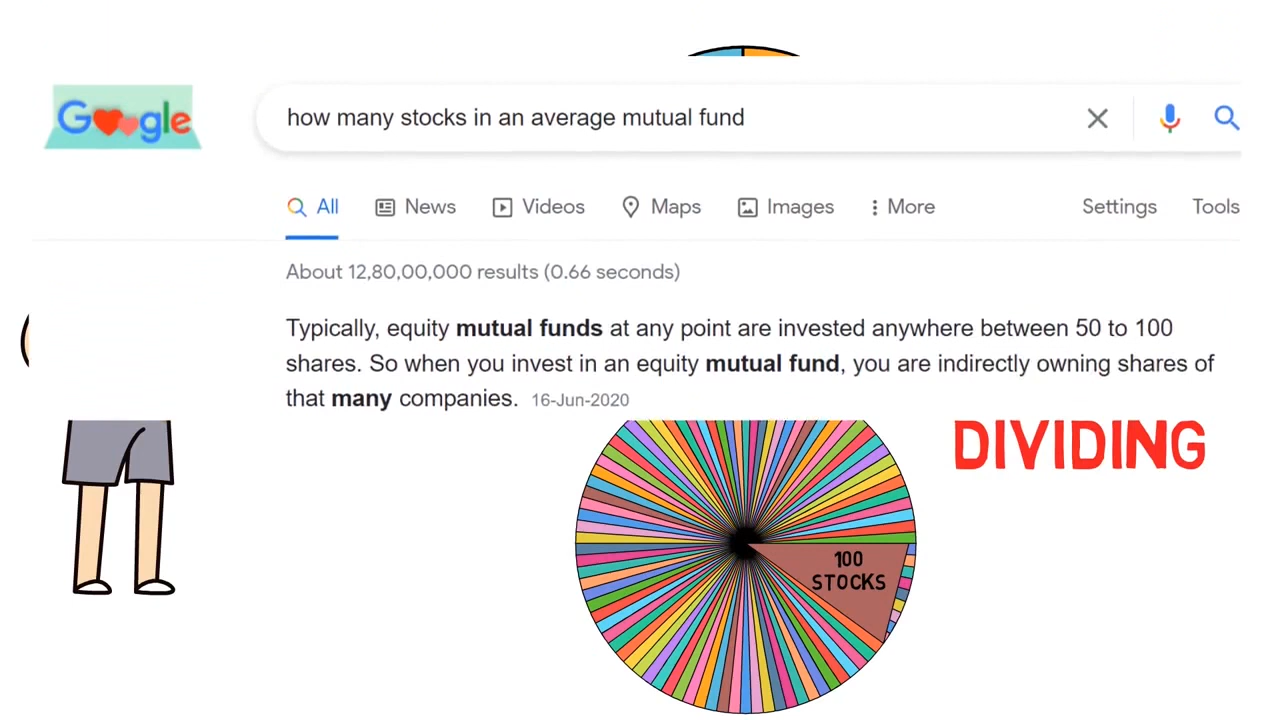 Google
how many stocks in an average mutual fund
All News Videos Maps Images More Settings Tools
About 12,80,00,000 results (0.66 seconds)
Typically, equity mutual funds at any point are invested anywhere between 50 to 100
shares. So when you invest in an equity mutual fund, you are indirectly owning shares of
that many companies. 16-Jun-2020
DIVIDING
100
STOCKS